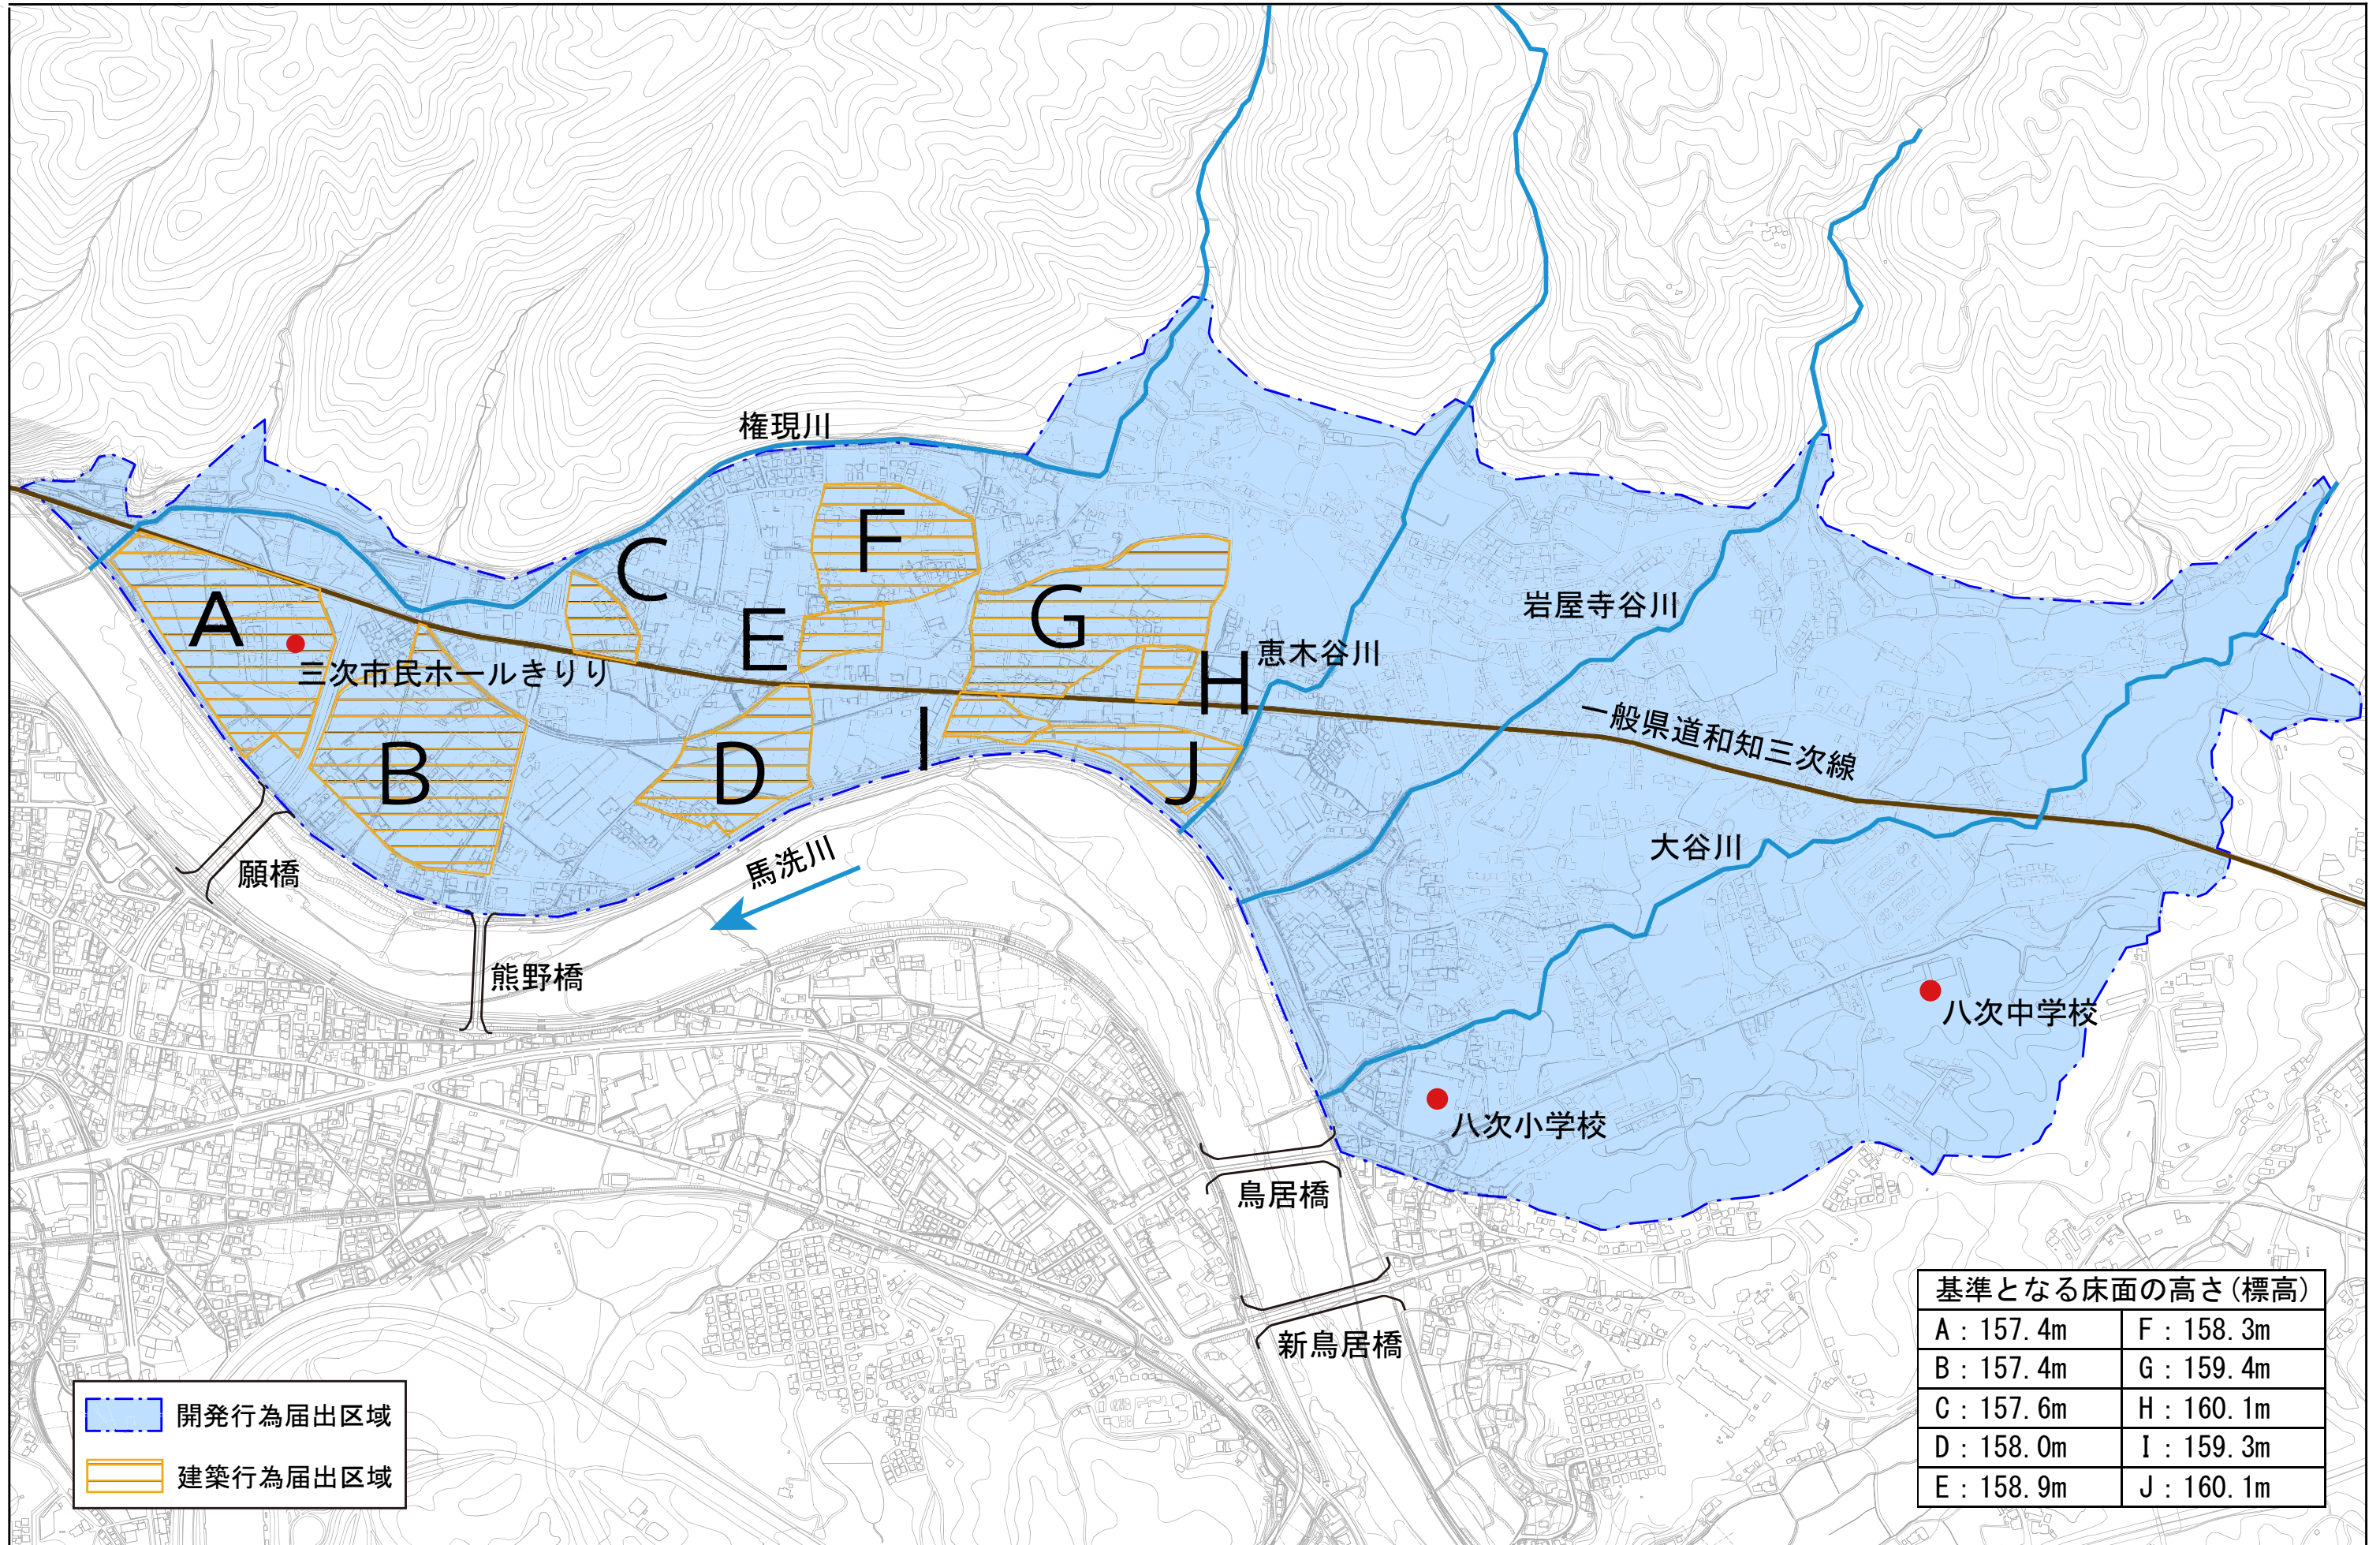 権現川
C
F
A
E
G
岩屋寺谷川
恵木谷川
三次市民ホールきりり
H
I
一般県道和知三次線
B
D
J
大谷川
馬洗川
願橋
熊野橋
八次中学校
八次小学校
鳥居橋
新鳥居橋
基準となる床面の高さ(標高)
A:157.4m F:158.3m
B:157.4m G:159.4m
C:157.6m H:160.1m
D:158.0m I:159.3m
E:158.9m J:160.1m
開発行為届出区域
建築行為届出区域